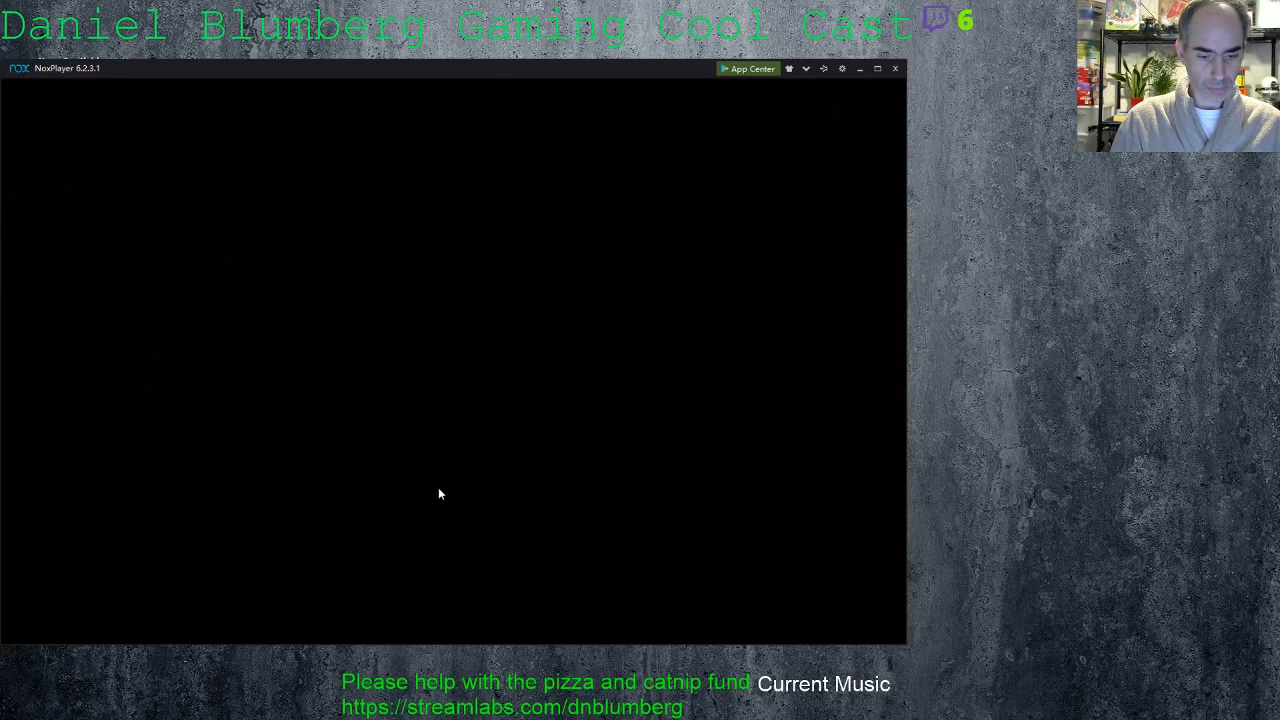 Daniel Blumberg Gaming Cool Cast 6
nox NoxPlayer 6.2.3.1 App Center
Please help with the pizza and catnip fund Current Music
https://streamlabs.com/dnblumberg